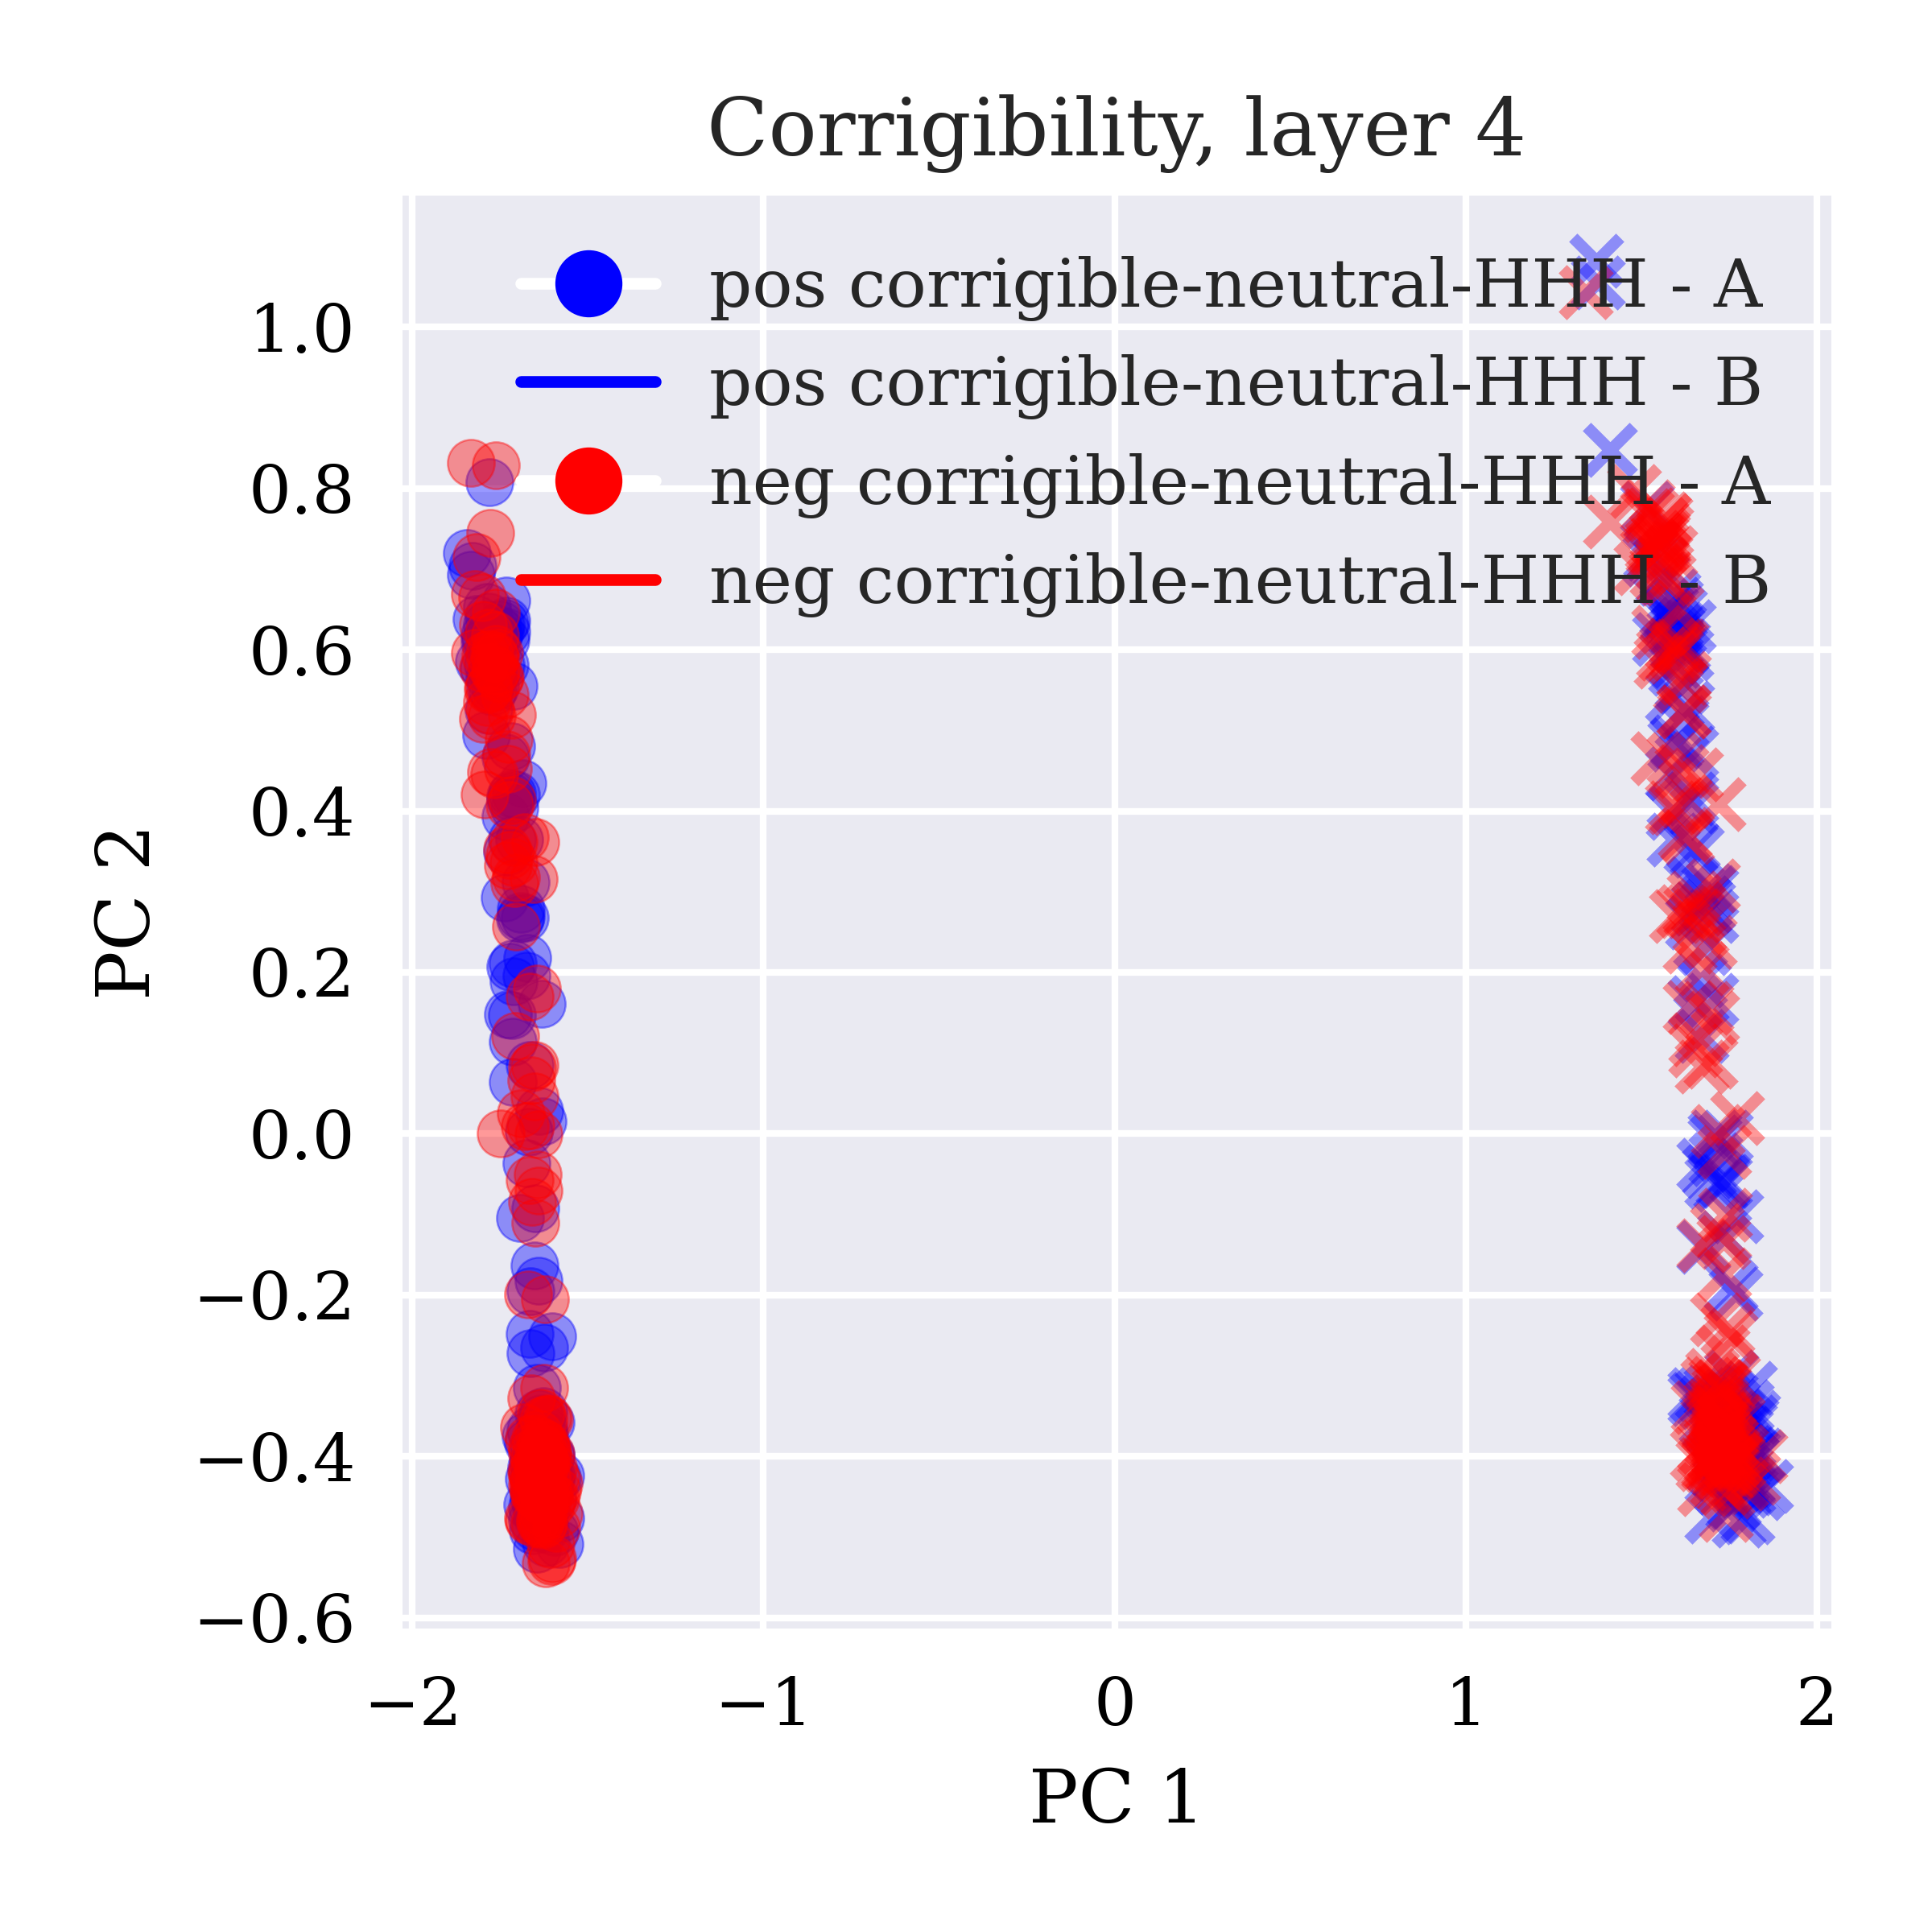 Corrigibility, layer 4
pos corrigible-neutral-HHH - A
pos corrigible-neutral-HHH - B
neg corrigible-neutral-HHH - A
neg corrigible-neutral-HHH - B
1.0
0.8
0.6
0.4
0.2
0.0
−0.2
−0.4
−0.6
PC 2
−2 −1 0 1 2
PC 1